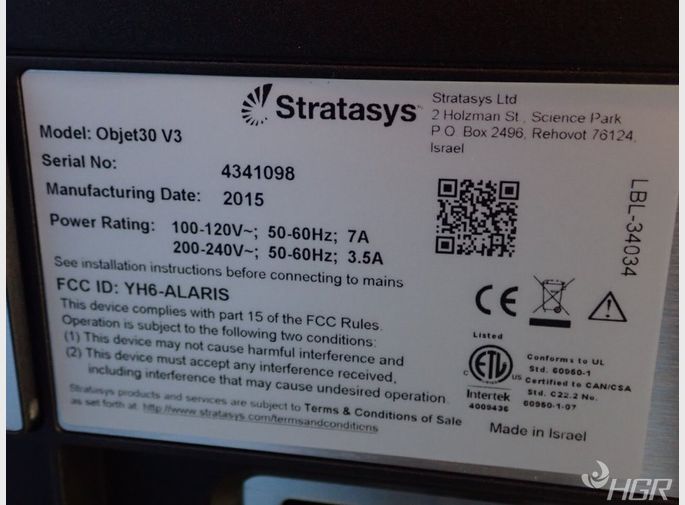 Stratasys
Stratasys Ltd
2 Holzman St., Science Park
P.O. Box 2496, Rehovot 76124,
Israel
Model: Objet30 V3
Serial No: 4341098
Manufacturing Date: 2015
Power Rating: 100-120V~; 50-60Hz; 7A
200-240V~; 50-60Hz; 3.5A
See installation instructions before connecting to mains
FCC ID: YH6-ALARIS
This device complies with part 15 of the FCC Rules.
Operation is subject to the following two conditions:
(1) This device may not cause harmful interference and
(2) This device must accept any interference received,
including interference that may cause undesired operation.
Stratasys products and services are subject to Terms & Conditions of Sale
as set forth at: http://www.stratasys.com/termsandconditions
LBL-34034
CE
Listed
ETL
C US
Intertek
4009436
Conforms to UL
Std. 60950-1
Certified to CAN/CSA
Std. C22.2 No.
60950-1-07
Made in Israel
HGR